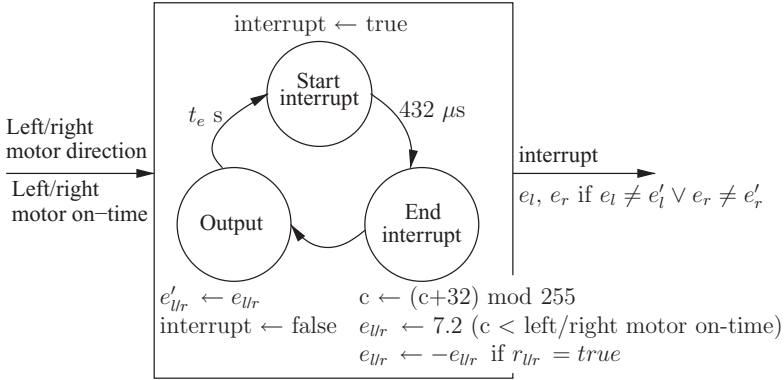 interrupt ← true
Start
interrupt
t_e s
432 μs
Left/right
motor direction
Left/right
motor on−time
interrupt
e_l, e_r if e_l ≠ e'_l ∨ e_r ≠ e'_r
Output
End
interrupt
e'_{l/r} ← e_{l/r}
interrupt ← false
c ← (c+32) mod 255
e_{l/r} ← 7.2 (c < left/right motor on-time)
e_{l/r} ← −e_{l/r} if r_{l/r} = true